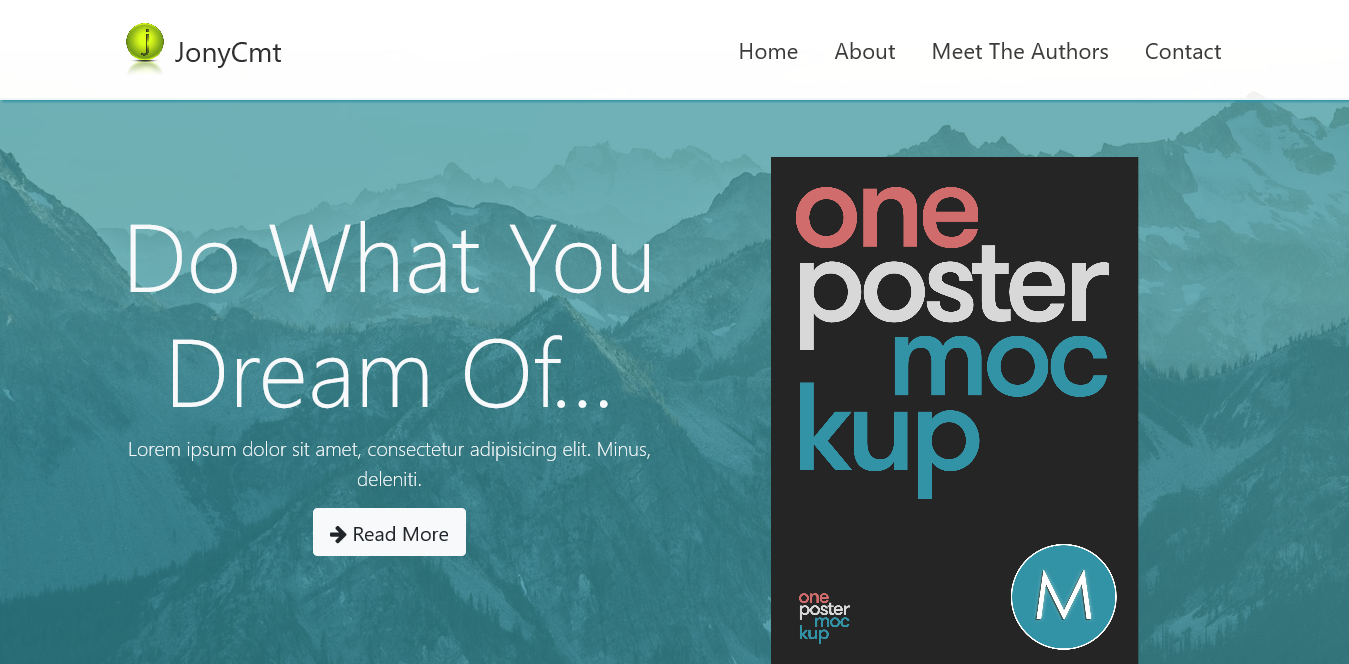 j JonyCmt
Home About Meet The Authors Contact
Do What You
Dream Of...
Lorem ipsum dolor sit amet, consectetur adipisicing elit. Minus,
deleniti.
Read More
one
poster
moc
kup
one
poster
moc
kup
M